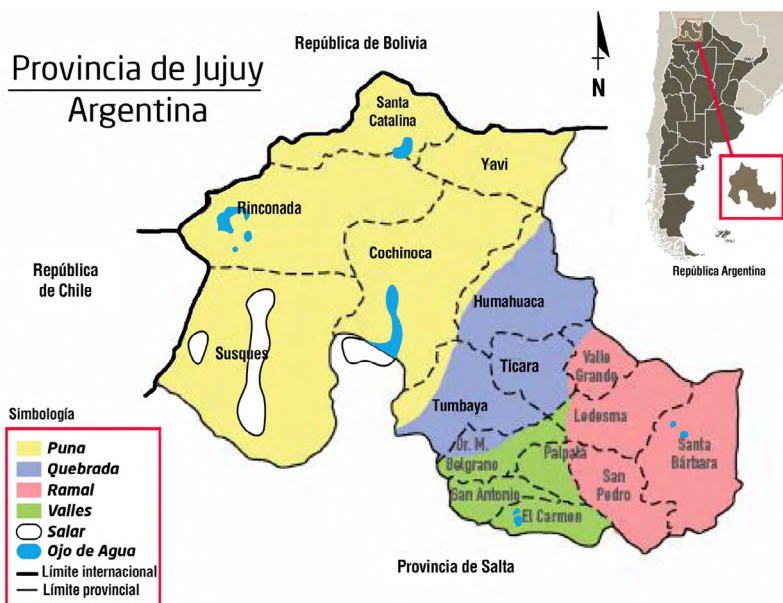 Provincia de Jujuy
Argentina
República de Bolivia
N
República Argentina
República
de Chile
Santa
Catalina
Yavi
Rinconada
Cochinoca
Susques
Humahuaca
Ticara
Tumbaya
Valle
Grande
Ledesma
Dr. M.
Belgrano
Palpalá
San
Pedro
Santa
Bárbara
San Antonio
El Carmen
Provincia de Salta
Simbología
Puna
Quebrada
Ramal
Valles
Salar
Ojo de Agua
Límite internacional
Límite provincial